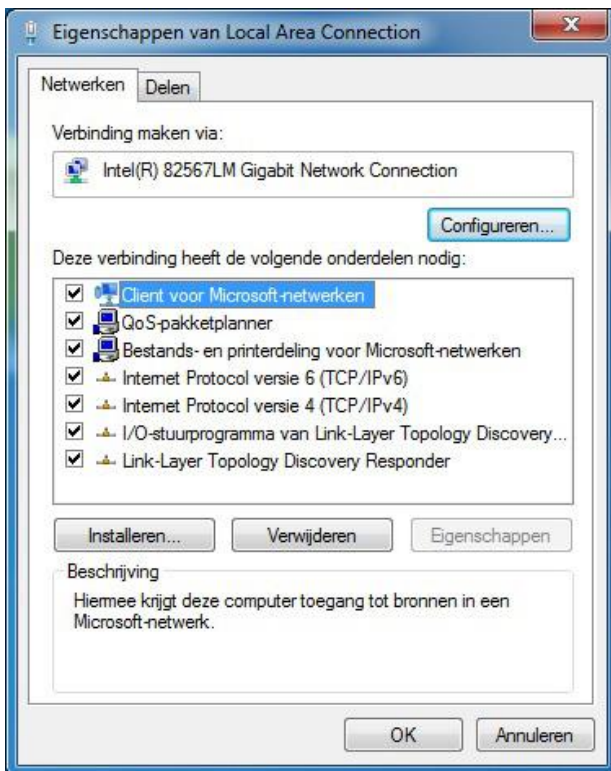 Eigenschappen van Local Area Connection
Netwerken
Delen
Verbinding maken via:
Intel(R) 82567LM Gigabit Network Connection
Configureren...
Deze verbinding heeft de volgende onderdelen nodig:
Client voor Microsoft-netwerken
QoS-pakketplanner
Bestands- en printerdeling voor Microsoft-netwerken
Internet Protocol versie 6 (TCP/IPv6)
Internet Protocol versie 4 (TCP/IPv4)
I/O-stuurprogramma van Link-Layer Topology Discovery...
Link-Layer Topology Discovery Responder
Installeren...
Verwijderen
Eigenschappen
Beschrijving
Hiermee krijgt deze computer toegang tot bronnen in een
Microsoft-netwerk.
OK
Annuleren